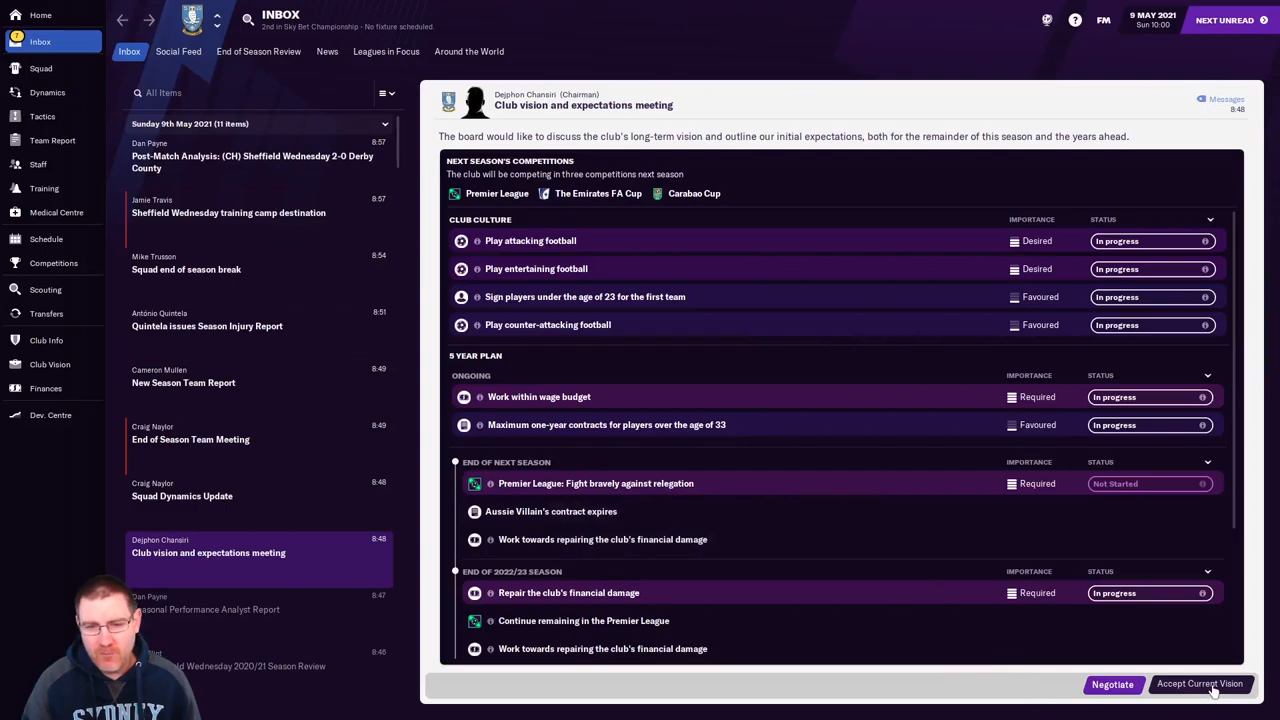 Home
INBOX
2nd in Sky Bet Championship - No fixture scheduled.
FM
9 MAY 2021
Sun 10:00
NEXT UNREAD
7
Inbox
Squad
Dynamics
Tactics
Team Report
Staff
Training
Medical Centre
Schedule
Competitions
Scouting
Transfers
Club Info
Club Vision
Finances
Dev. Centre
Inbox
Social Feed
End of Season Review
News
Leagues in Focus
Around the World
All Items
Sunday 9th May 2021 (11 items)
Dan Payne
8:57
Post-Match Analysis: (CH) Sheffield Wednesday 2-0 Derby
County
Jamie Travis
8:57
Sheffield Wednesday training camp destination
Mike Trusson
8:54
Squad end of season break
António Quintela
8:51
Quintela issues Season Injury Report
Cameron Mullen
8:49
New Season Team Report
Craig Naylor
8:49
End of Season Team Meeting
Craig Naylor
8:48
Squad Dynamics Update
Dejphon Chansiri
8:48
Club vision and expectations meeting
Dan Payne
8:47
easonal Performance Analyst Report
8:46
field Wednesday 2020/21 Season Review
Dejphon Chansiri (Chairman)
Club vision and expectations meeting
Messages
8:48
The board would like to discuss the club's long-term vision and outline our initial expectations, both for the remainder of this season and the years ahead.
NEXT SEASON'S COMPETITIONS
The club will be competing in three competitions next season
Premier League
The Emirates FA Cup
Carabao Cup
CLUB CULTURE
IMPORTANCE
STATUS
Play attacking football
Desired
In progress
Play entertaining football
Desired
In progress
Sign players under the age of 23 for the first team
Favoured
In progress
Play counter-attacking football
Favoured
In progress
5 YEAR PLAN
ONGOING
IMPORTANCE
STATUS
Work within wage budget
Required
In progress
Maximum one-year contracts for players over the age of 33
Favoured
In progress
END OF NEXT SEASON
IMPORTANCE
STATUS
Premier League: Fight bravely against relegation
Required
Not Started
Aussie Villain's contract expires
Work towards repairing the club's financial damage
END OF 2022/23 SEASON
IMPORTANCE
STATUS
Repair the club's financial damage
Required
In progress
Continue remaining in the Premier League
Work towards repairing the club's financial damage
Negotiate
Accept Current Vision
SYDNEY